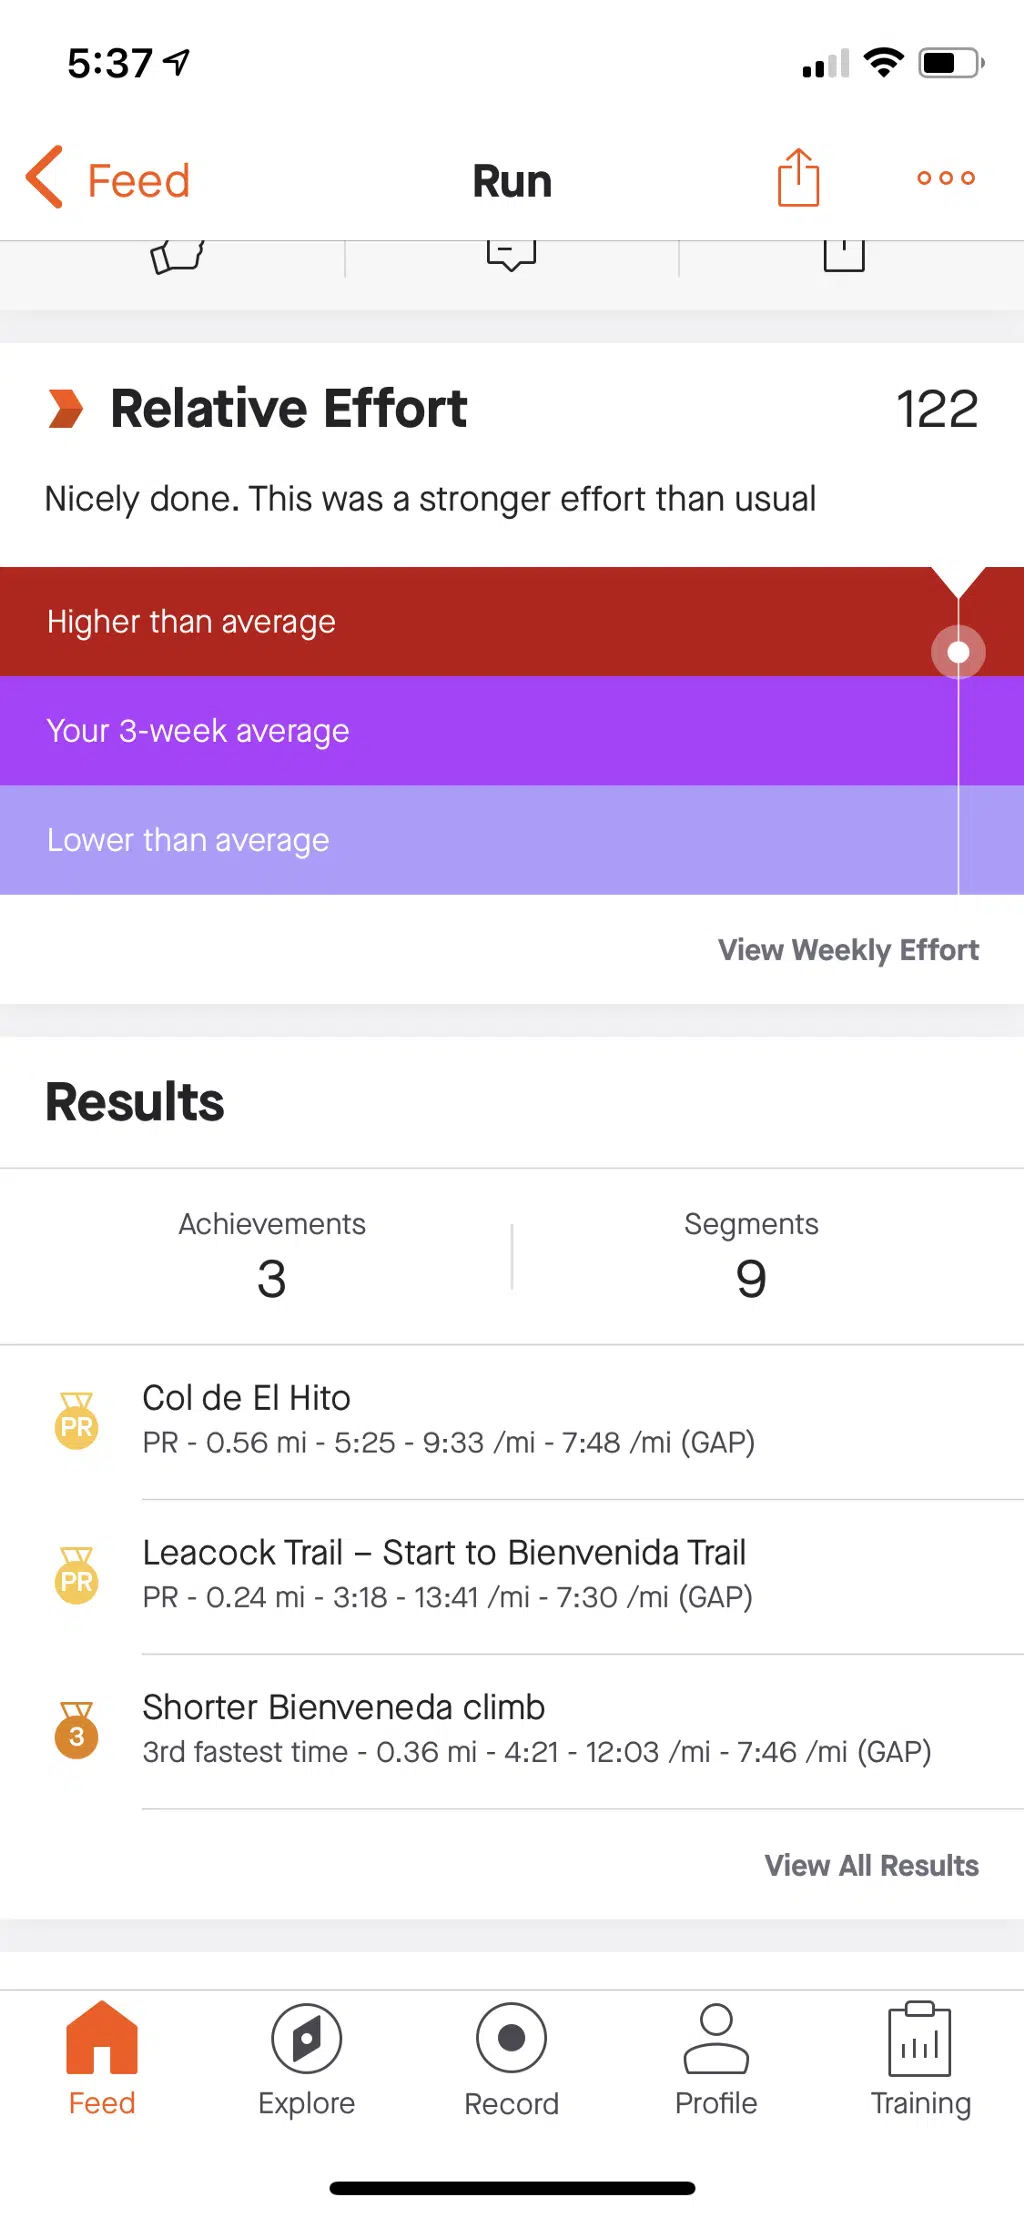 5:37
Feed
Run
Relative Effort
122
Nicely done. This was a stronger effort than usual
Higher than average
Your 3-week average
Lower than average
View Weekly Effort
Results
Achievements
Segments
3
9
PR
Col de El Hito
PR - 0.56 mi - 5:25 - 9:33 /mi - 7:48 /mi (GAP)
PR
Leacock Trail – Start to Bienvenida Trail
PR - 0.24 mi - 3:18 - 13:41 /mi - 7:30 /mi (GAP)
3
Shorter Bienveneda climb
3rd fastest time - 0.36 mi - 4:21 - 12:03 /mi - 7:46 /mi (GAP)
View All Results
Feed
Explore
Record
Profile
Training